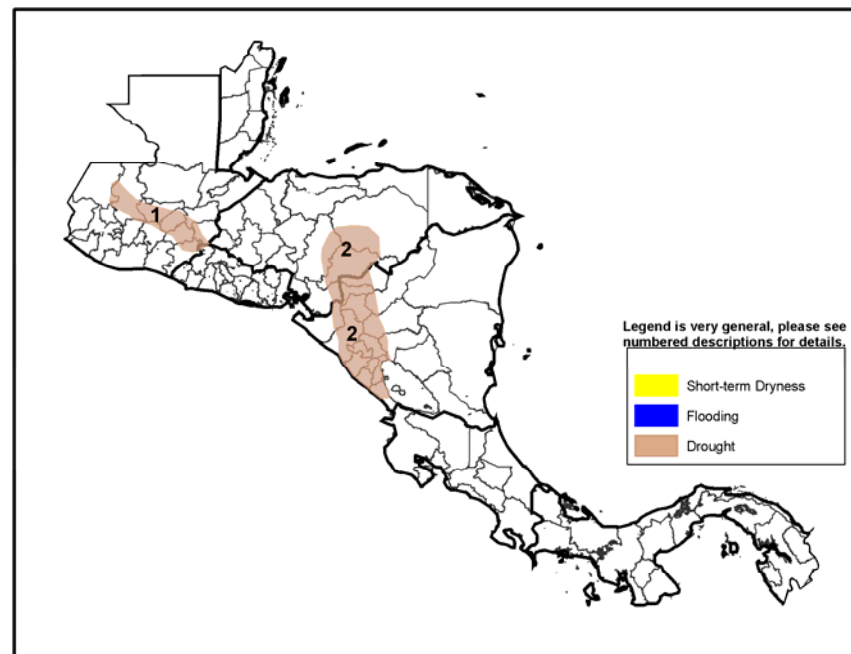 1
2
2
Legend is very general, please see
numbered descriptions for details.
Short-term Dryness
Flooding
Drought